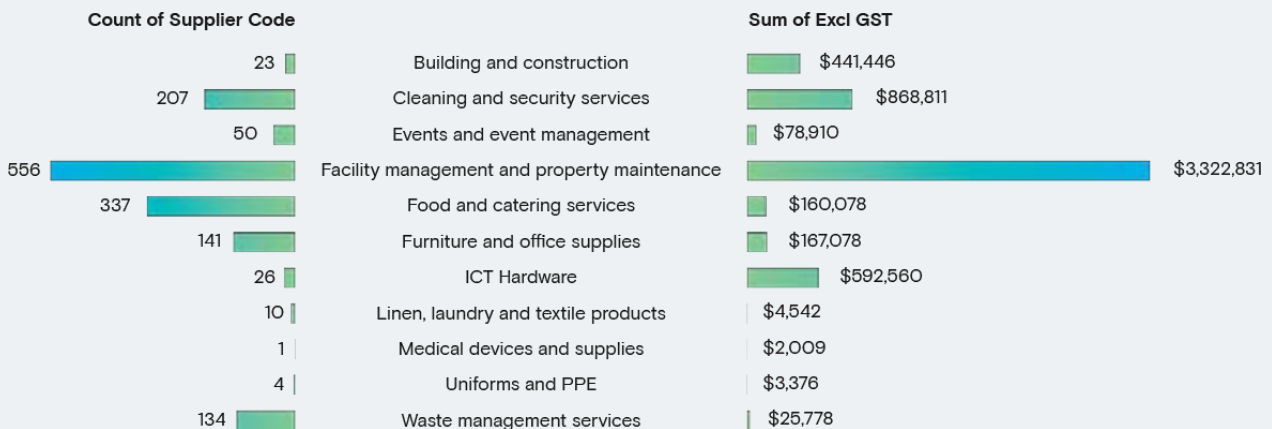 Count of Supplier Code Sum of Excl GST
23 Building and construction $441,446
207 Cleaning and security services $868,811
50 Events and event management $78,910
556 Facility management and property maintenance $3,322,831
337 Food and catering services $160,078
141 Furniture and office supplies $167,078
26 ICT Hardware $592,560
10 Linen, laundry and textile products $4,542
1 Medical devices and supplies $2,009
4 Uniforms and PPE $3,376
134 Waste management services $25,778